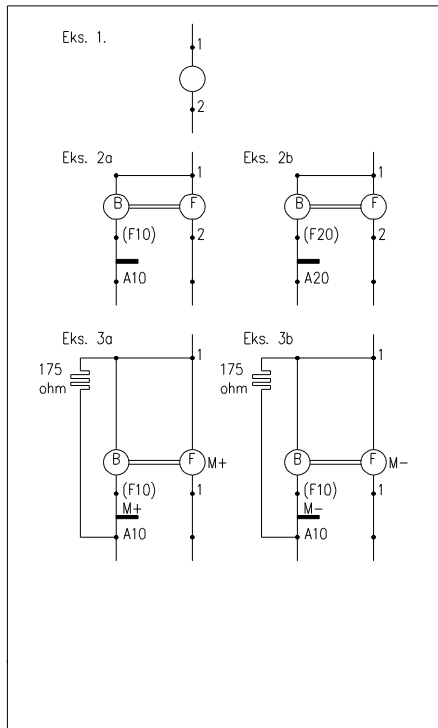 Eks. 1.
1
2
Eks. 2a
1
B
F
(F10)
2
A10
Eks. 2b
1
B
F
(F20)
2
A20
Eks. 3a
1
175
ohm
B
F
M+
(F10)
1
M+
A10
Eks. 3b
1
175
ohm
B
F
M-
(F10)
1
M-
A10